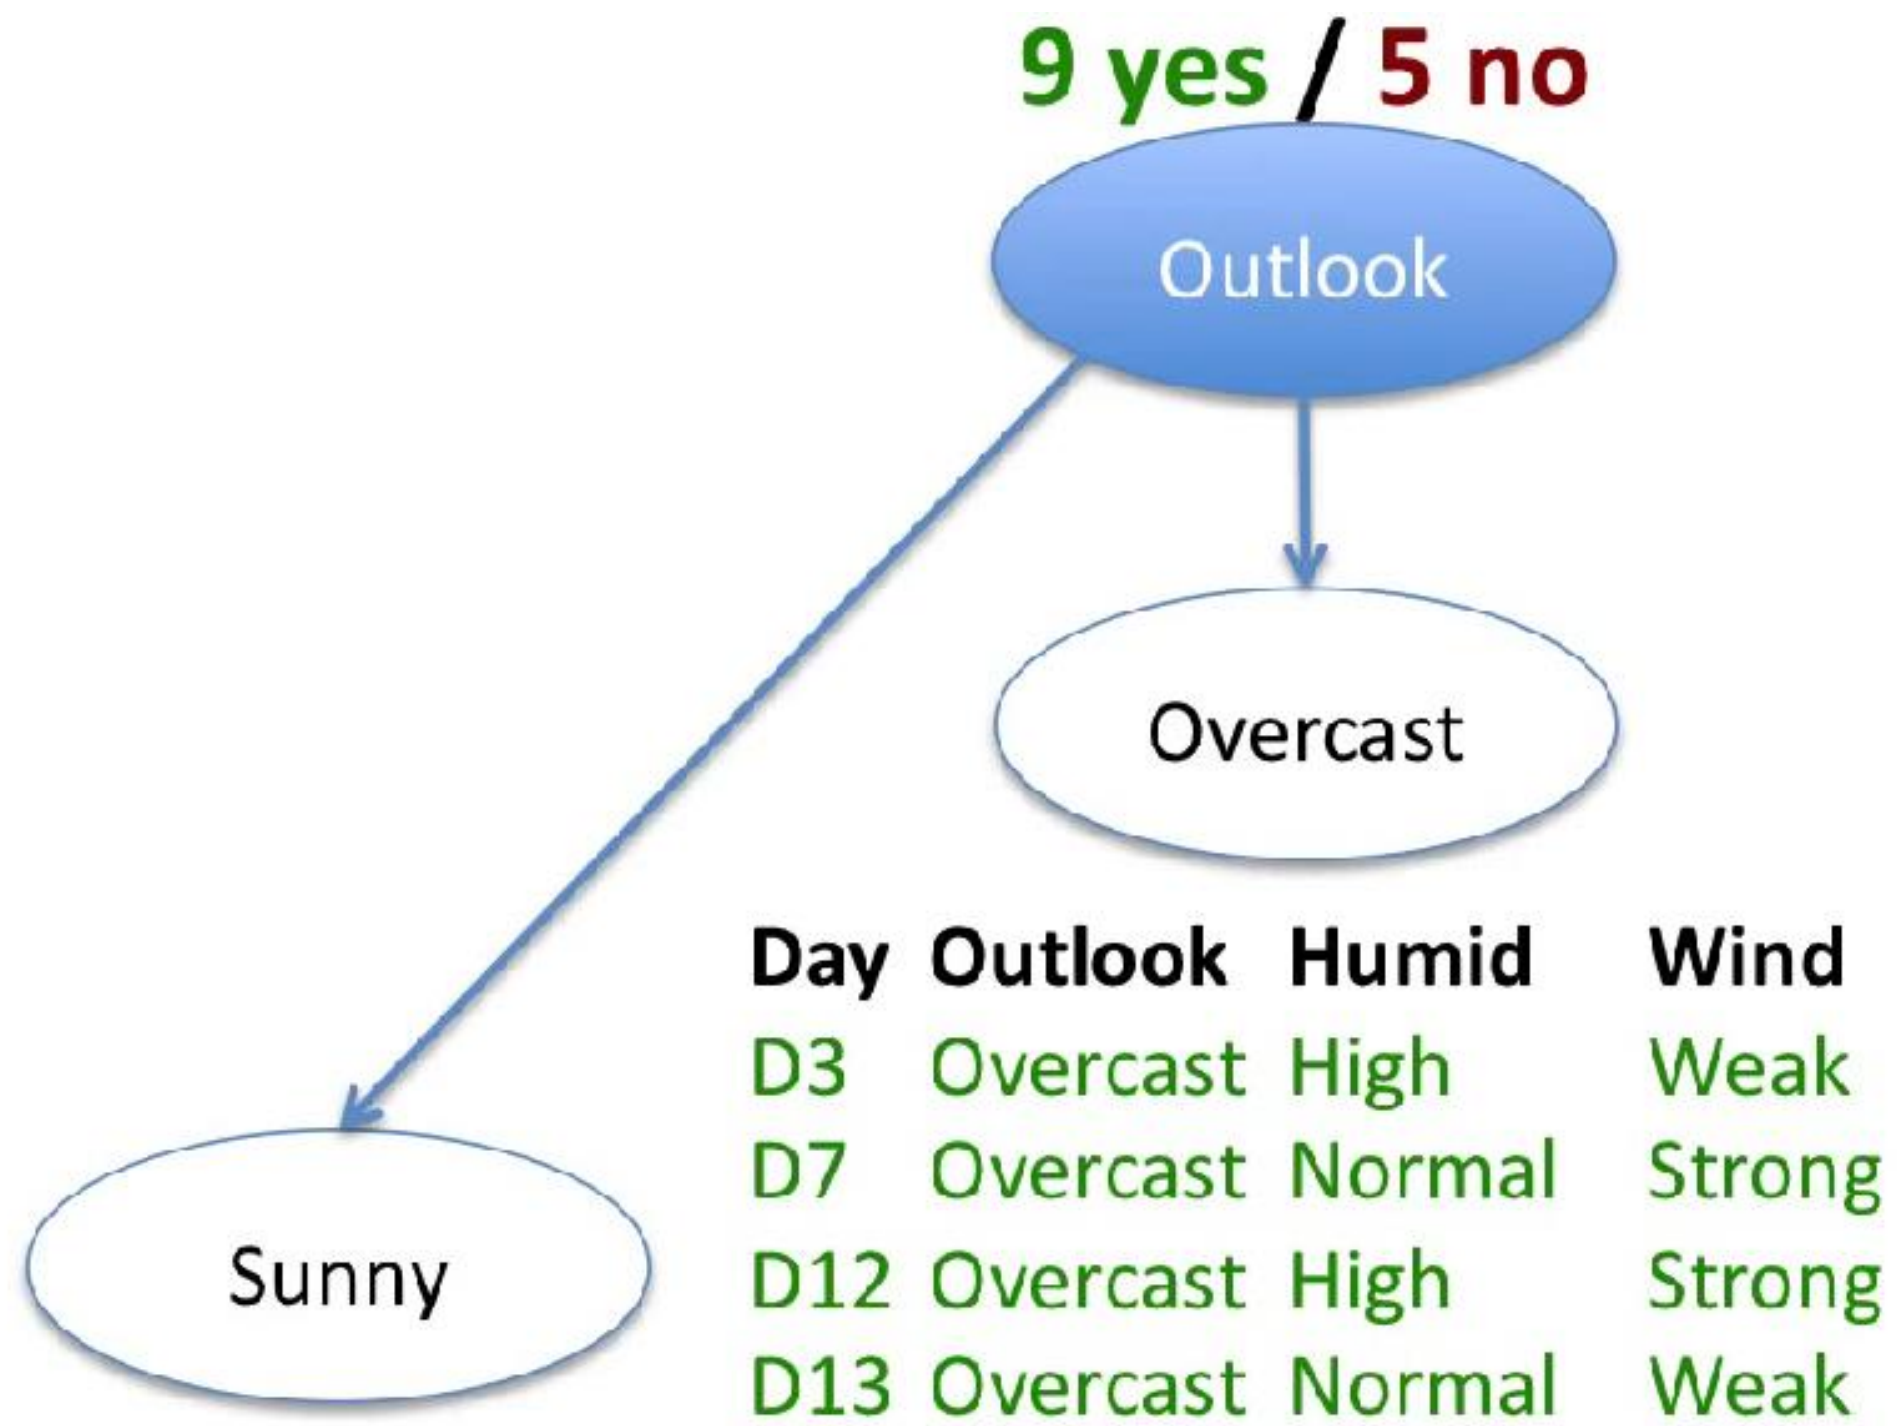 9 yes / 5 no
Outlook
Overcast
Day Outlook Humid Wind
D3 Overcast High Weak
D7 Overcast Normal Strong
D12 Overcast High Strong
D13 Overcast Normal Weak
Sunny